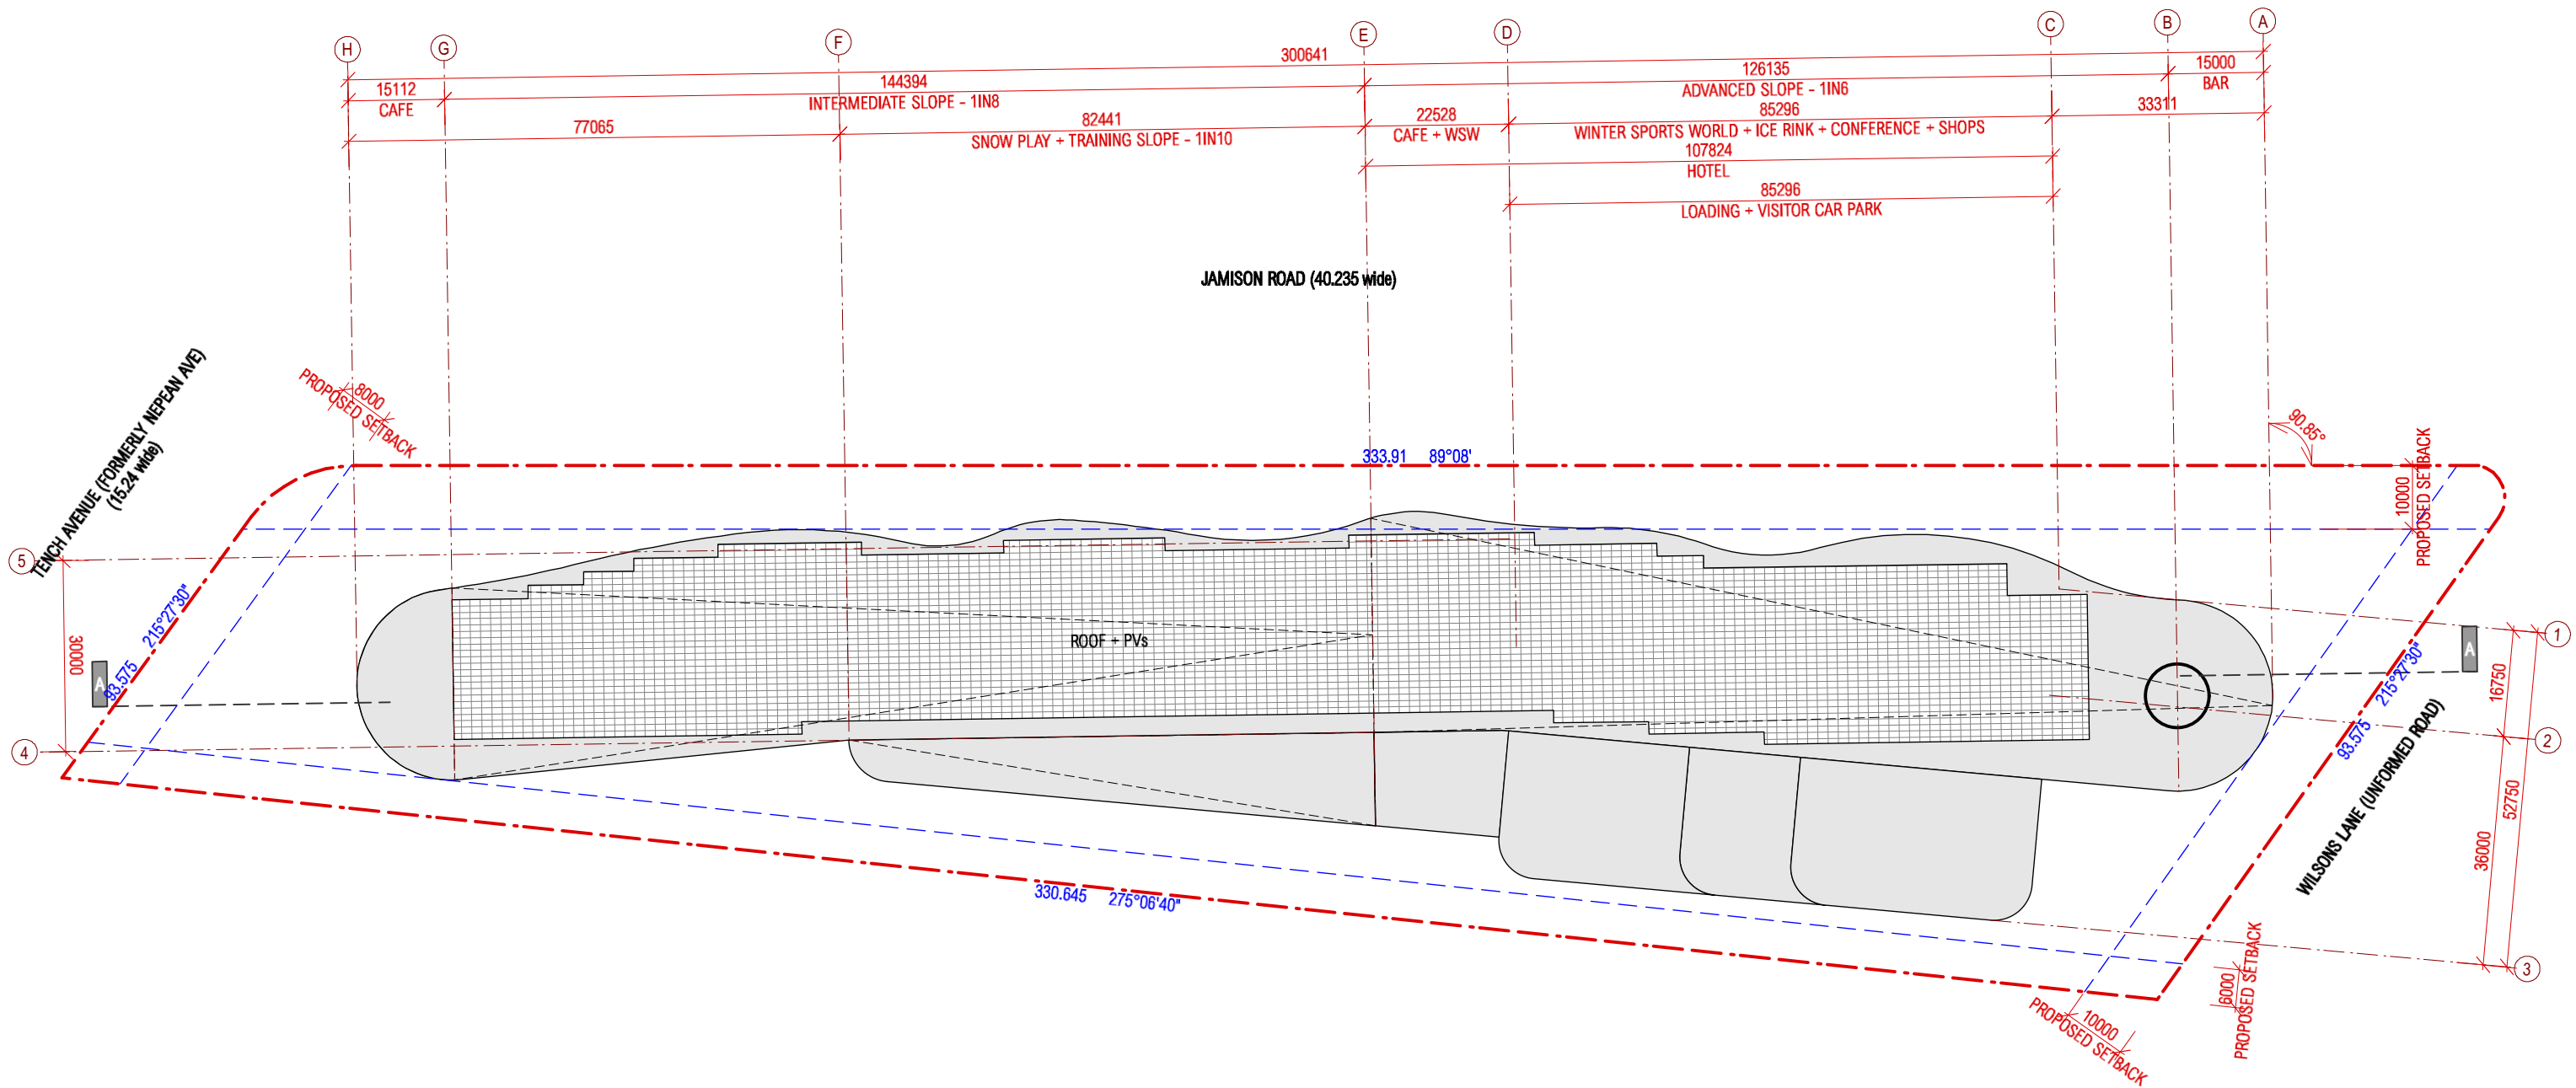 H
G
F
E
D
C
B
A
300641
15112
144394
126135
15000
CAFE
INTERMEDIATE SLOPE - 1IN8
ADVANCED SLOPE - 1IN6
BAR
77065
82441
22528
85296
33311
SNOW PLAY + TRAINING SLOPE - 1IN10
CAFE + WSW
WINTER SPORTS WORLD + ICE RINK + CONFERENCE + SHOPS
107824
HOTEL
85296
LOADING + VISITOR CAR PARK
JAMISON ROAD (40.235 wide)
TENCH AVENUE (FORMERLY NEPEAN AVE)
(15.24 wide)
8000
PROPOSED SETBACK
90.85°
333.91 89°08'
10000
PROPOSED SETBACK
5
30000
4
93.575 215°27'30"
A
ROOF + PVs
A
1
16750
2
52750
36000
3
93.575 215°27'30"
WILSONS LANE (UNFORMED ROAD)
330.645 275°06'40"
6000
PROPOSED SETBACK
10000
PROPOSED SETBACK